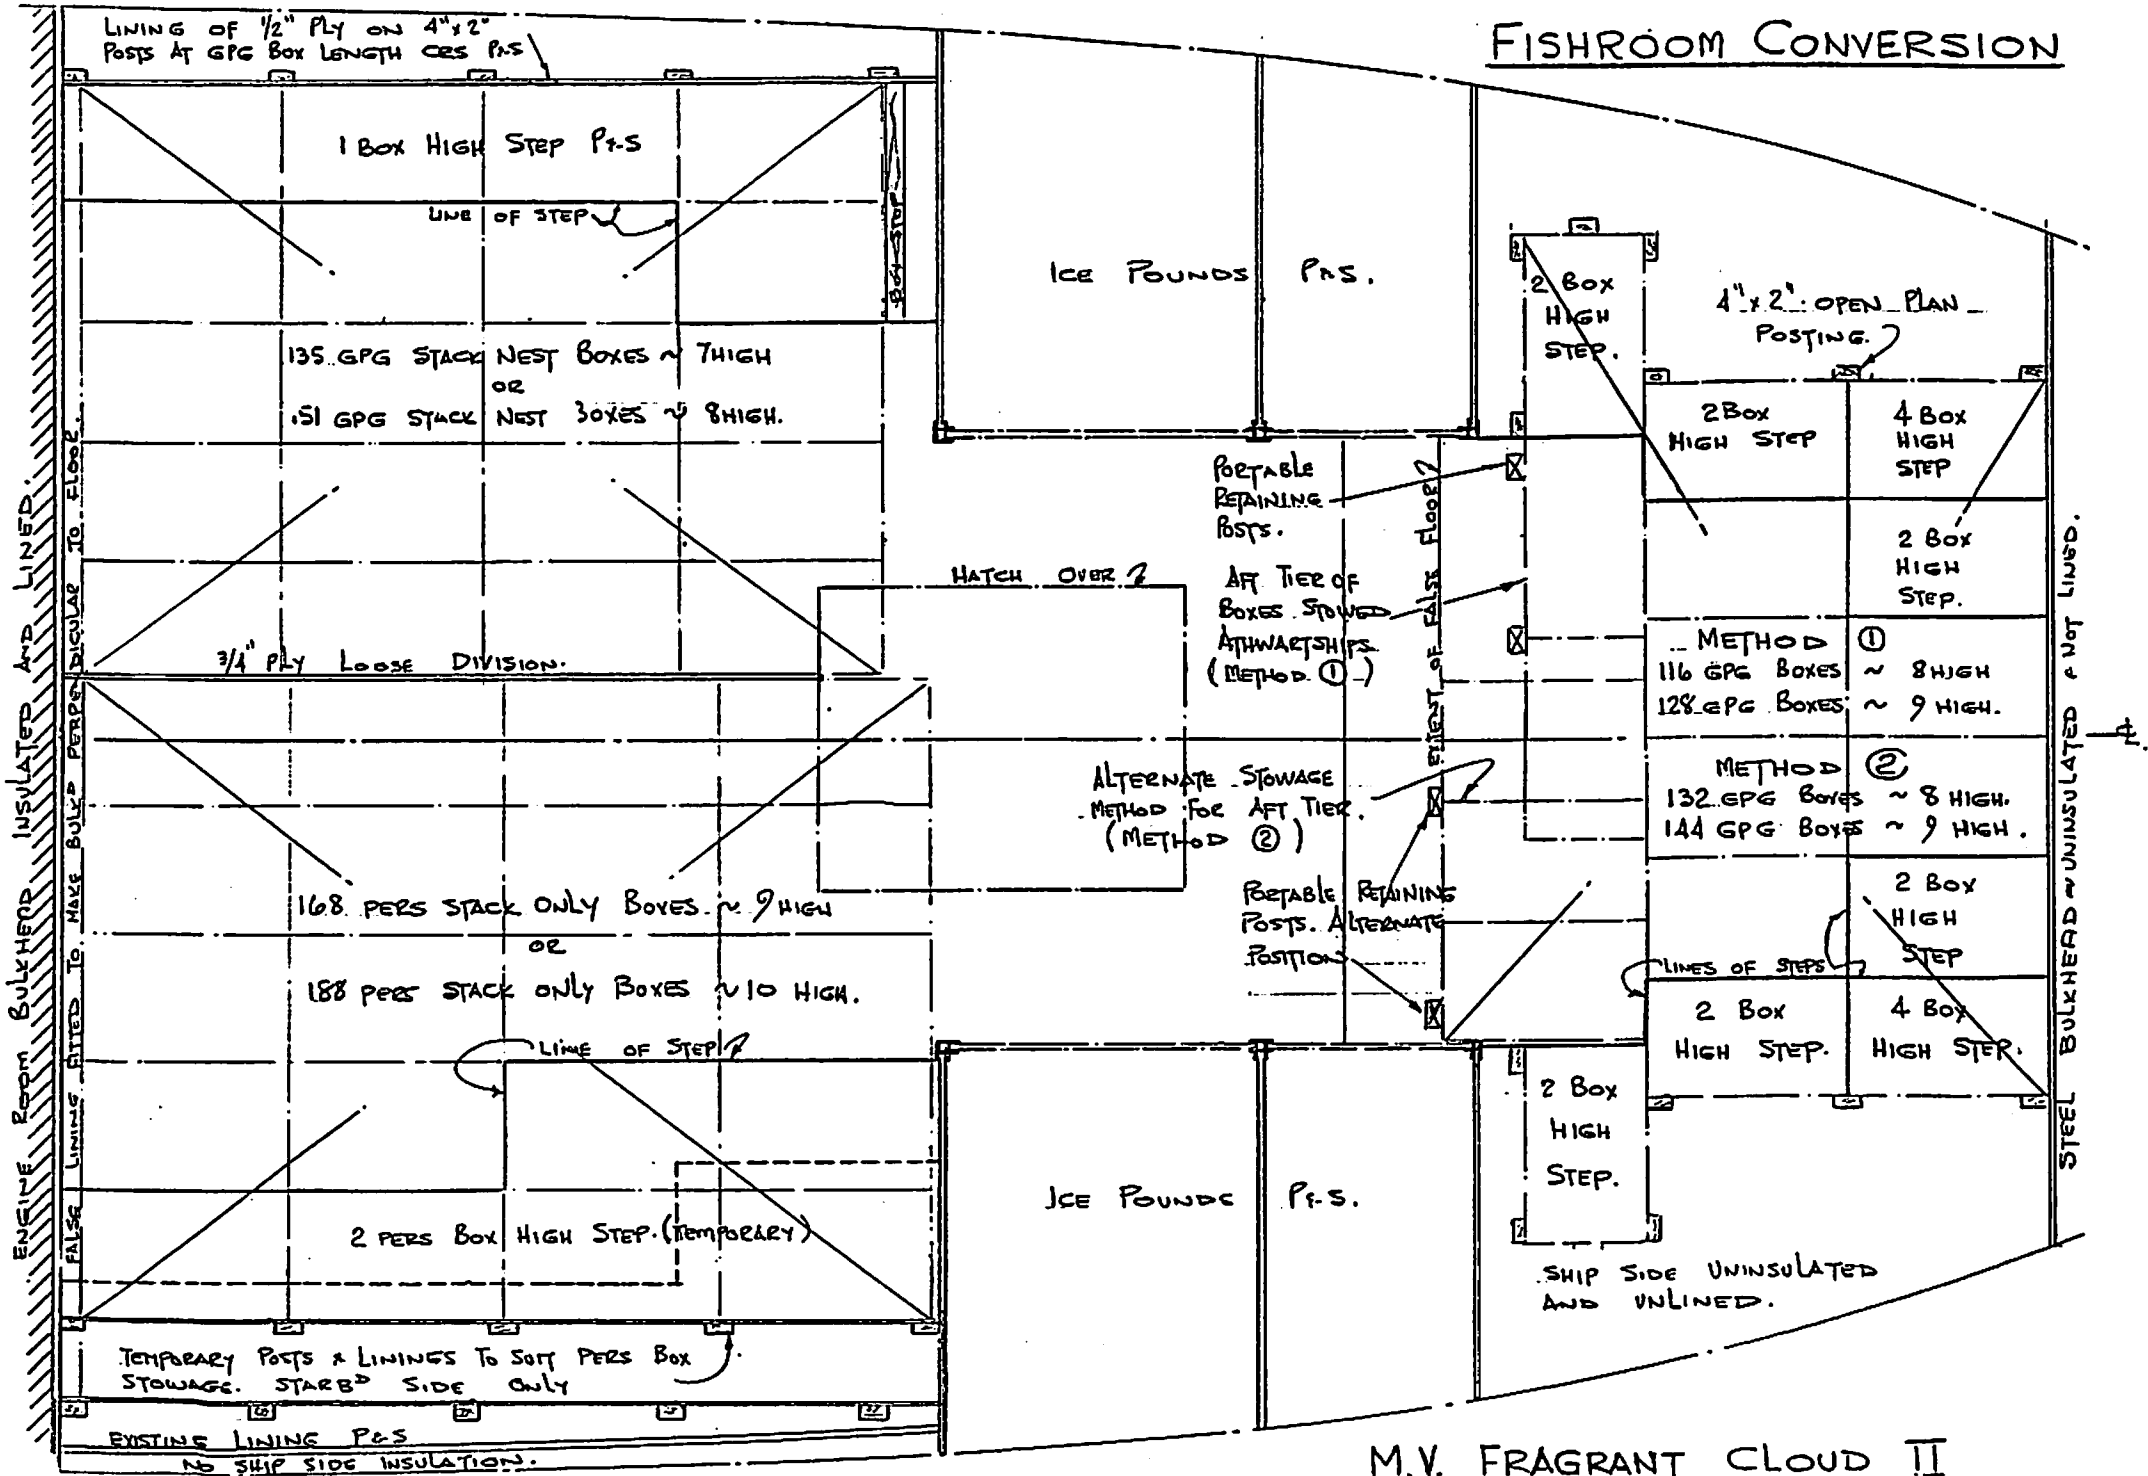 FISHROOM CONVERSION
LINING OF 1/2" PLY ON 4"x2"
POSTS AT GPG BOX LENGTH CRS P&S
1 BOX HIGH STEP P&S
LINE OF STEP
BOX STOP
135 GPG STACK NEST BOXES ~ 7HIGH
OR
151 GPG STACK NEST BOXES ~ 8HIGH.
3/4" PLY LOOSE DIVISION.
ENGINE ROOM BULKHEAD INSULATED AND LINED.
FALSE LINING FITTED TO MAKE BULKD PERPENDICULAR TO FLOOR.
168 PERS STACK ONLY BOXES ~ 9 HIGH
OR
188 PERS STACK ONLY BOXES ~ 10 HIGH.
LINE OF STEP
2 PERS BOX HIGH STEP. (TEMPORARY)
TEMPORARY POSTS & LININGS TO SUIT PERS BOX
STOWAGE. STARBD SIDE ONLY
EXISTING LINING P&S
NO SHIP SIDE INSULATION.
ICE POUNDS P&S.
HATCH OVER
PORTABLE
RETAINING
POSTS.
AFT TIER OF
BOXES STOWED
ATHWARTSHIPS
(METHOD ①)
EXTENT OF FALSE FLOOR
ALTERNATE STOWAGE
METHOD FOR AFT TIER.
(METHOD ②)
PORTABLE RETAINING
POSTS. ALTERNATE
POSITION
ICE POUNDS P&S.
2 BOX
HIGH
STEP.
4"x2" OPEN PLAN
POSTING.
2 BOX
HIGH STEP
4 BOX
HIGH
STEP
2 BOX
HIGH
STEP.
METHOD ①
116 GPG BOXES ~ 8HIGH
128 GPG BOXES ~ 9 HIGH.
METHOD ②
132 GPG BOXES ~ 8 HIGH.
144 GPG BOXES ~ 9 HIGH.
2 BOX
HIGH
STEP
LINES OF STEPS
2 BOX
HIGH STEP.
4 BOX
HIGH STEP.
2 BOX
HIGH
STEP.
STEEL BULKHEAD ~ UNINSULATED & NOT LINED.
SHIP SIDE UNINSULATED
AND UNLINED.
M.V. FRAGRANT CLOUD II